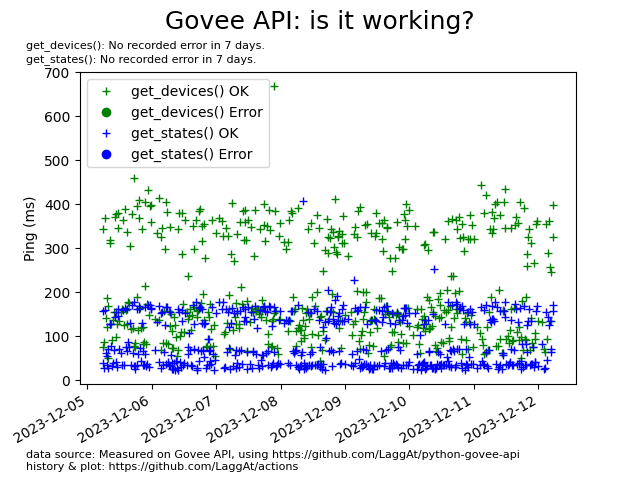 Govee API: is it working?
get_devices(): No recorded error in 7 days.
get_states(): No recorded error in 7 days.
700
600
500
400
300
200
100
0
Ping (ms)
get_devices() OK
get_devices() Error
get_states() OK
get_states() Error
2023-12-05
2023-12-06
2023-12-07
2023-12-08
2023-12-09
2023-12-10
2023-12-11
2023-12-12
data source: Measured on Govee API, using https://github.com/LaggAt/python-govee-api
history & plot: https://github.com/LaggAt/actions